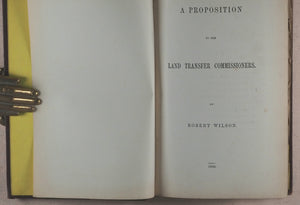 A PROPOSITION
TO THE
LAND TRANSFER COMMISSIONERS.
BY
ROBERT WILSON.